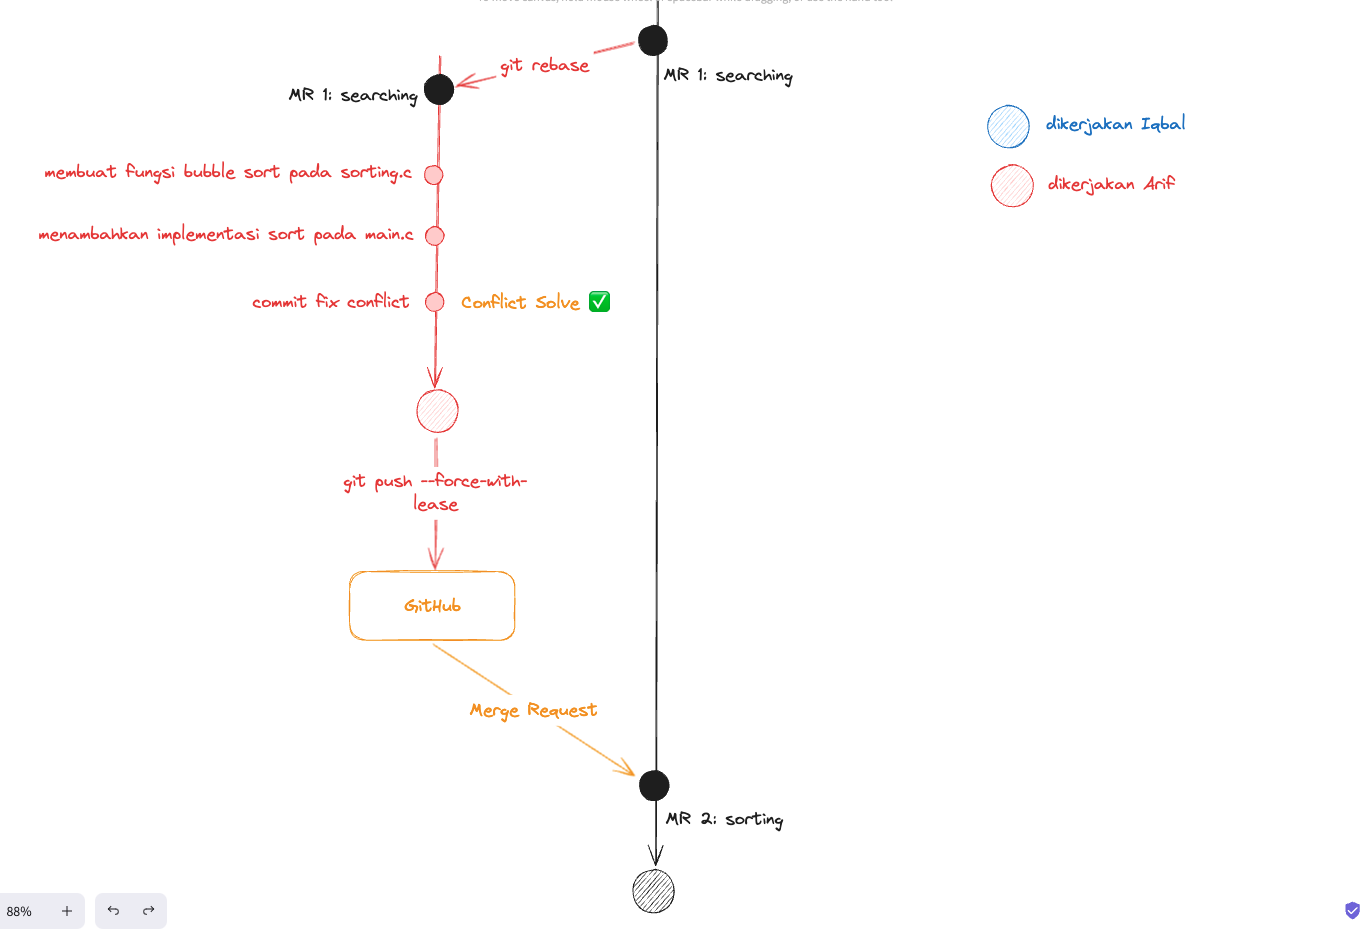 git rebase
MR 1: searching
MR 1: searching
dikerjakan Iqbal
membuat fungsi bubble sort pada sorting.c
dikerjakan Arif
menambahkan implementasi sort pada main.c
commit fix conflict
Conflict Solve ✅
git push --force-with-
lease
GitHub
Merge Request
MR 2: sorting
88%